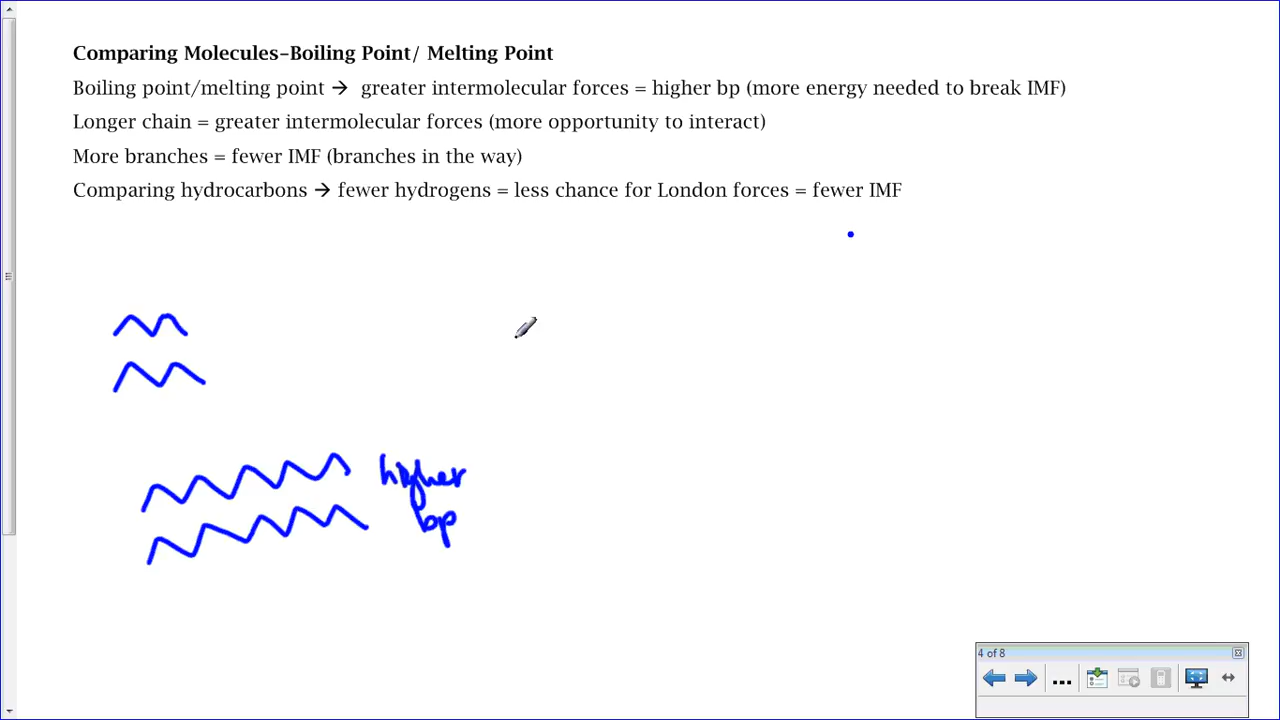 Comparing Molecules–Boiling Point/ Melting Point
Boiling point/melting point → greater intermolecular forces = higher bp (more energy needed to break IMF)
Longer chain = greater intermolecular forces (more opportunity to interact)
More branches = fewer IMF (branches in the way)
Comparing hydrocarbons → fewer hydrogens = less chance for London forces = fewer IMF
higher
bp
4 of 8
...